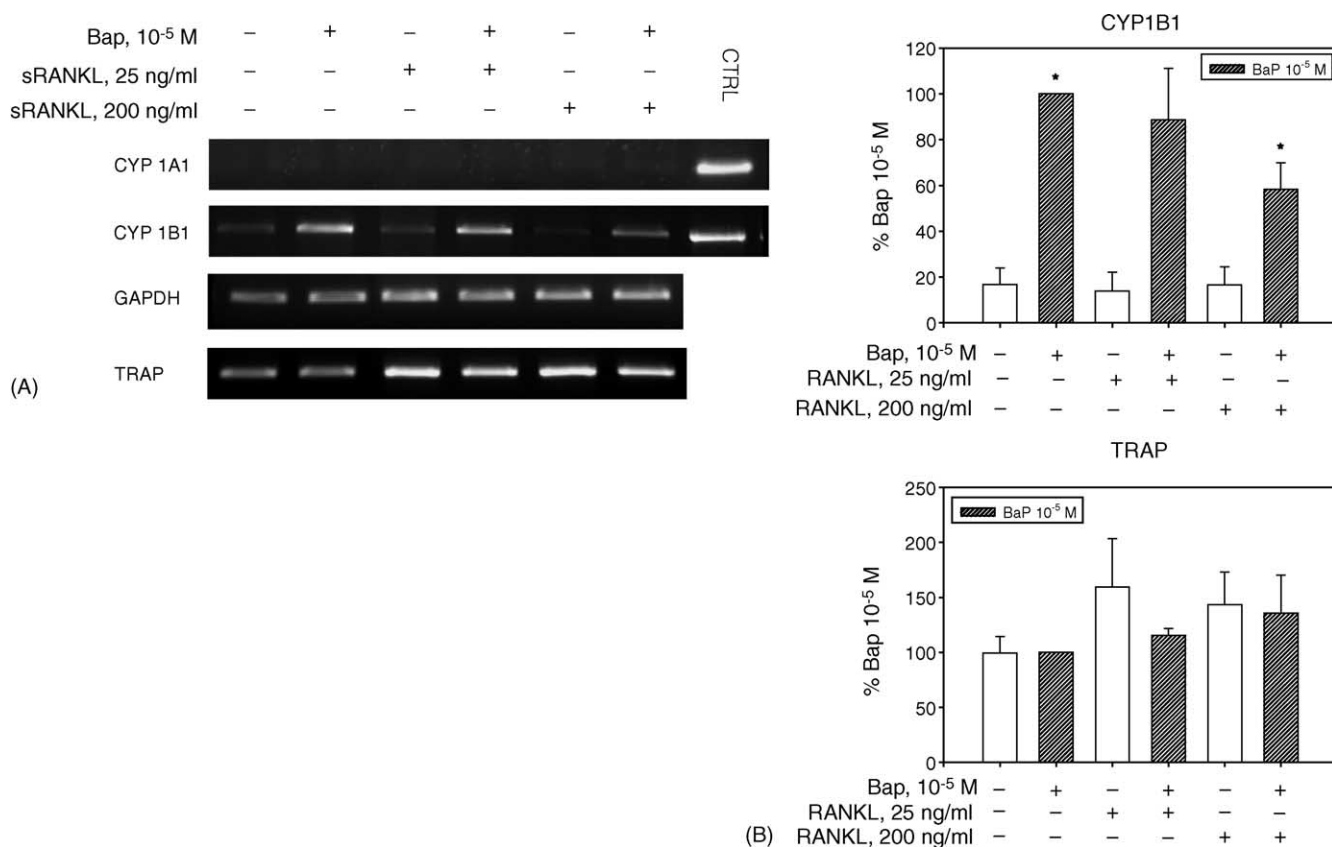 Bap, 10-5 M – + – + – +
sRANKL, 25 ng/ml – – + + – –
sRANKL, 200 ng/ml – – – – + +
CTRL
CYP 1A1
CYP 1B1
GAPDH
TRAP
(A)
CYP1B1
BaP 10-5 M
% Bap 10-5 M
120
100
80
60
40
20
0
* *
Bap, 10-5 M – + – + – +
RANKL, 25 ng/ml – – + + – –
RANKL, 200 ng/ml – – – – + +
TRAP
BaP 10-5 M
% Bap 10-5 M
250
200
150
100
50
0
Bap, 10-5 M – + – + – +
RANKL, 25 ng/ml – – + + – –
(B) RANKL, 200 ng/ml – – – – + +